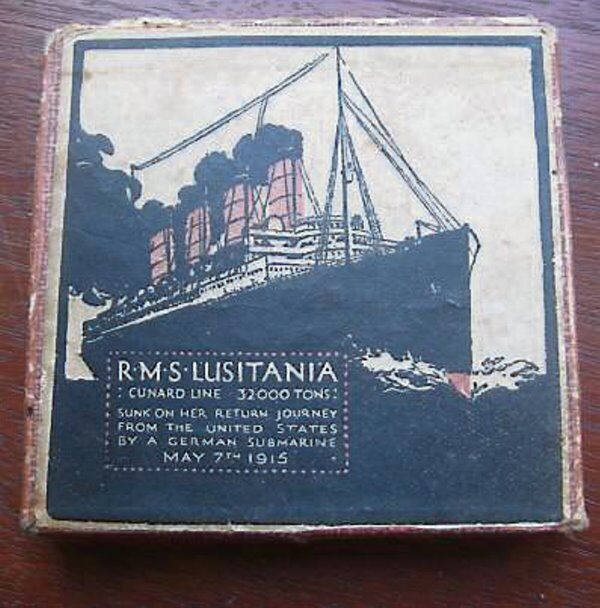 R·M·S·LUSITANIA
: CUNARD LINE 32000 TONS :
SUNK ON HER RETURN JOURNEY
FROM THE UNITED STATES
BY A GERMAN SUBMARINE
MAY 7TH 1915